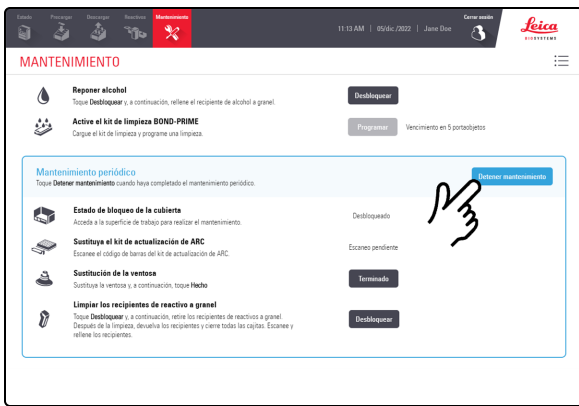 Estado Precargar Descargar Reactivos Mantenimiento 11:13 AM | 05/dic./2022 | Jane Doe Cerrar sesión
Leica
BIOSYSTEMS
MANTENIMIENTO
Reponer alcohol
Toque Desbloquear y, a continuación, rellene el recipiente de alcohol a granel.
Desbloquear
Active el kit de limpieza BOND-PRIME
Cargue el kit de limpieza y programe una limpieza.
Programar Vencimiento en 5 portaobjetos
Mantenimiento periódico
Toque Detener mantenimiento cuando haya completado el mantenimiento periódico.
Detener mantenimiento
Estado de bloqueo de la cubierta
Acceda a la superficie de trabajo para realizar el mantenimiento.
Desbloqueado
Sustituya el kit de actualización de ARC
Escanee el código de barras del kit de actualización de ARC.
Escaneo pendiente
Sustitución de la ventosa
Sustituya la ventosa y, a continuación, toque Hecho
Terminado
Limpiar los recipientes de reactivo a granel
Toque Desbloquear y, a continuación, retire los recipientes de reactivos a granel.
Después de la limpieza, devuelva los recipientes y cierre todas las cajitas. Escanee y
rellene los recipientes.
Desbloquear